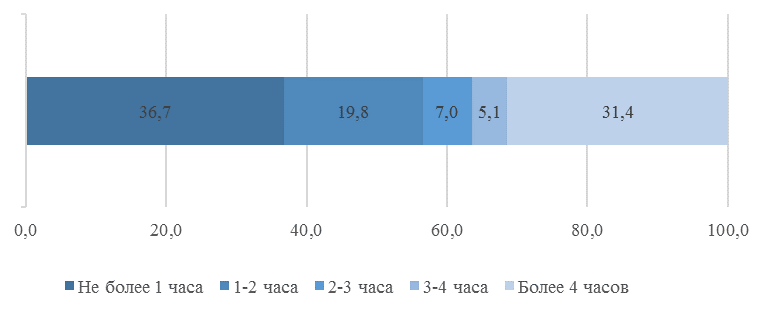 36,7 19,8 7,0 5,1 31,4
0,0 20,0 40,0 60,0 80,0 100,0
Не более 1 часа 1-2 часа 2-3 часа 3-4 часа Более 4 часов